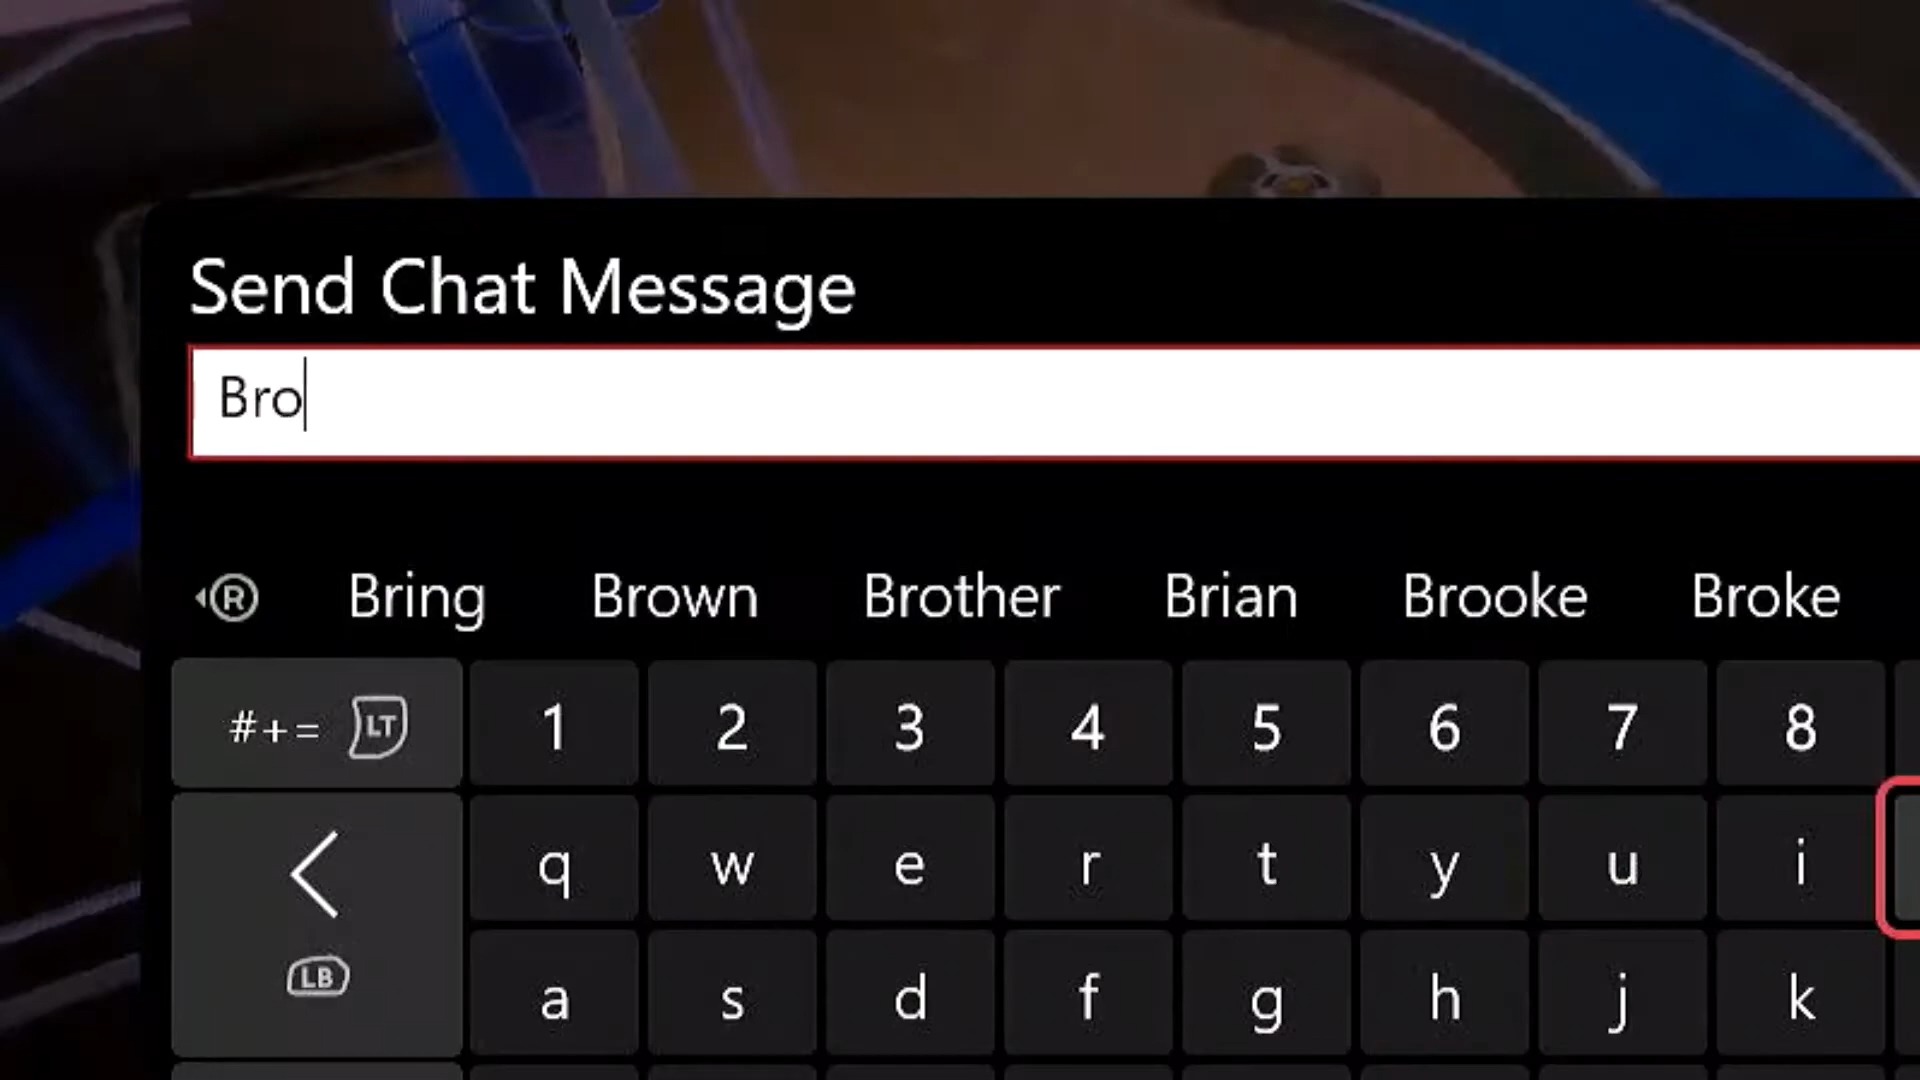 Send Chat Message
Bro
R Bring Brown Brother Brian Brooke Broke
#+= LT 1 2 3 4 5 6 7 8
q w e r t y u i
LB a s d f g h j k